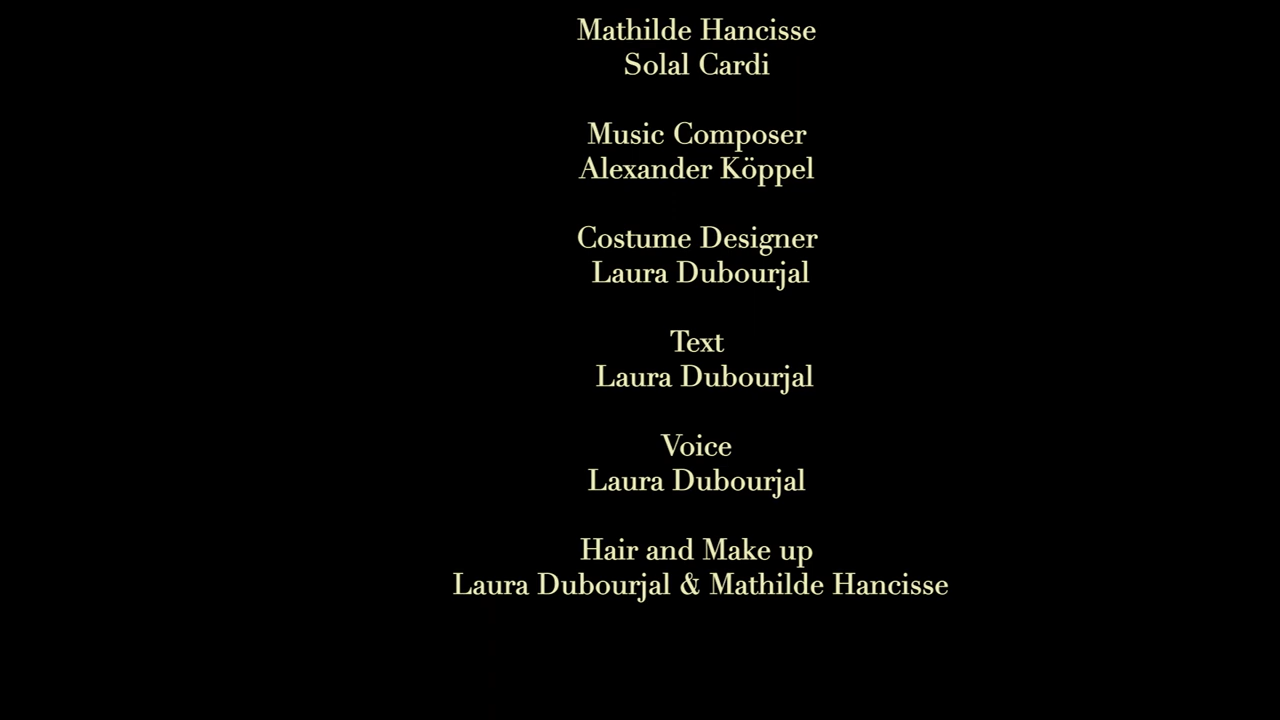 Mathilde Hancisse
Solal Cardi
Music Composer
Alexander Köppel
Costume Designer
Laura Dubourjal
Text
Laura Dubourjal
Voice
Laura Dubourjal
Hair and Make up
Laura Dubourjal & Mathilde Hancisse